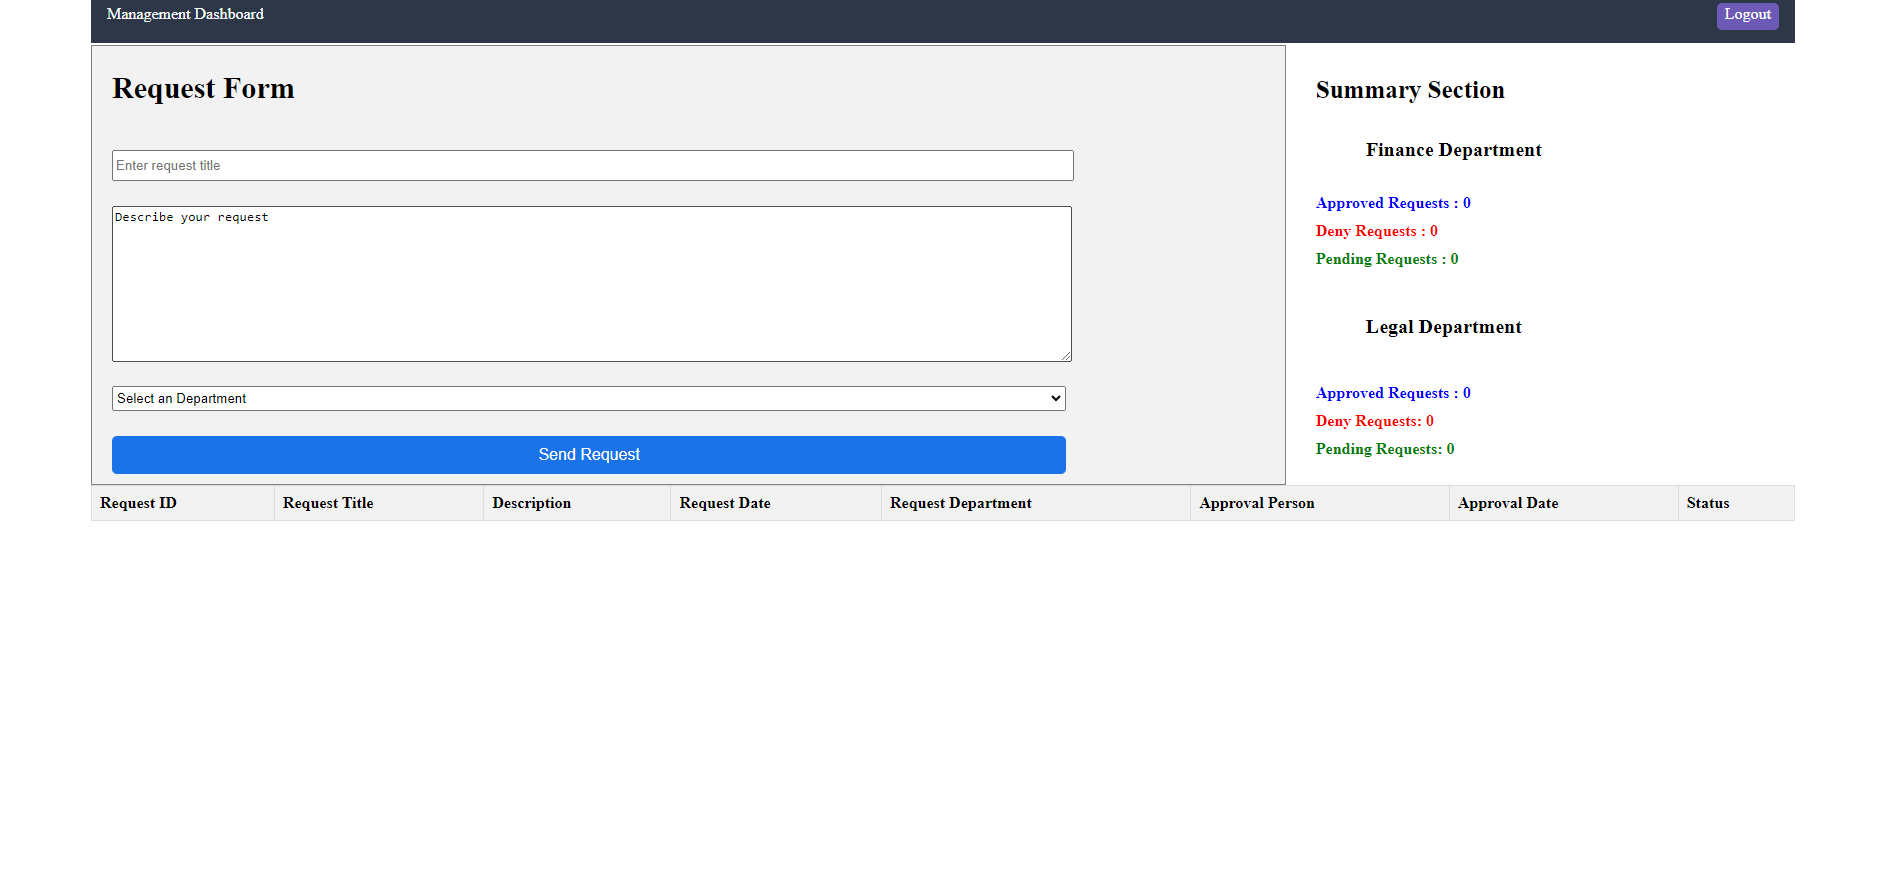 Management Dashboard
Logout
Request Form
Enter request title
Describe your request
Select an Department
Send Request
Summary Section
Finance Department
Approved Requests : 0
Deny Requests : 0
Pending Requests : 0
Legal Department
Approved Requests : 0
Deny Requests: 0
Pending Requests: 0
Request ID Request Title Description Request Date Request Department Approval Person Approval Date Status